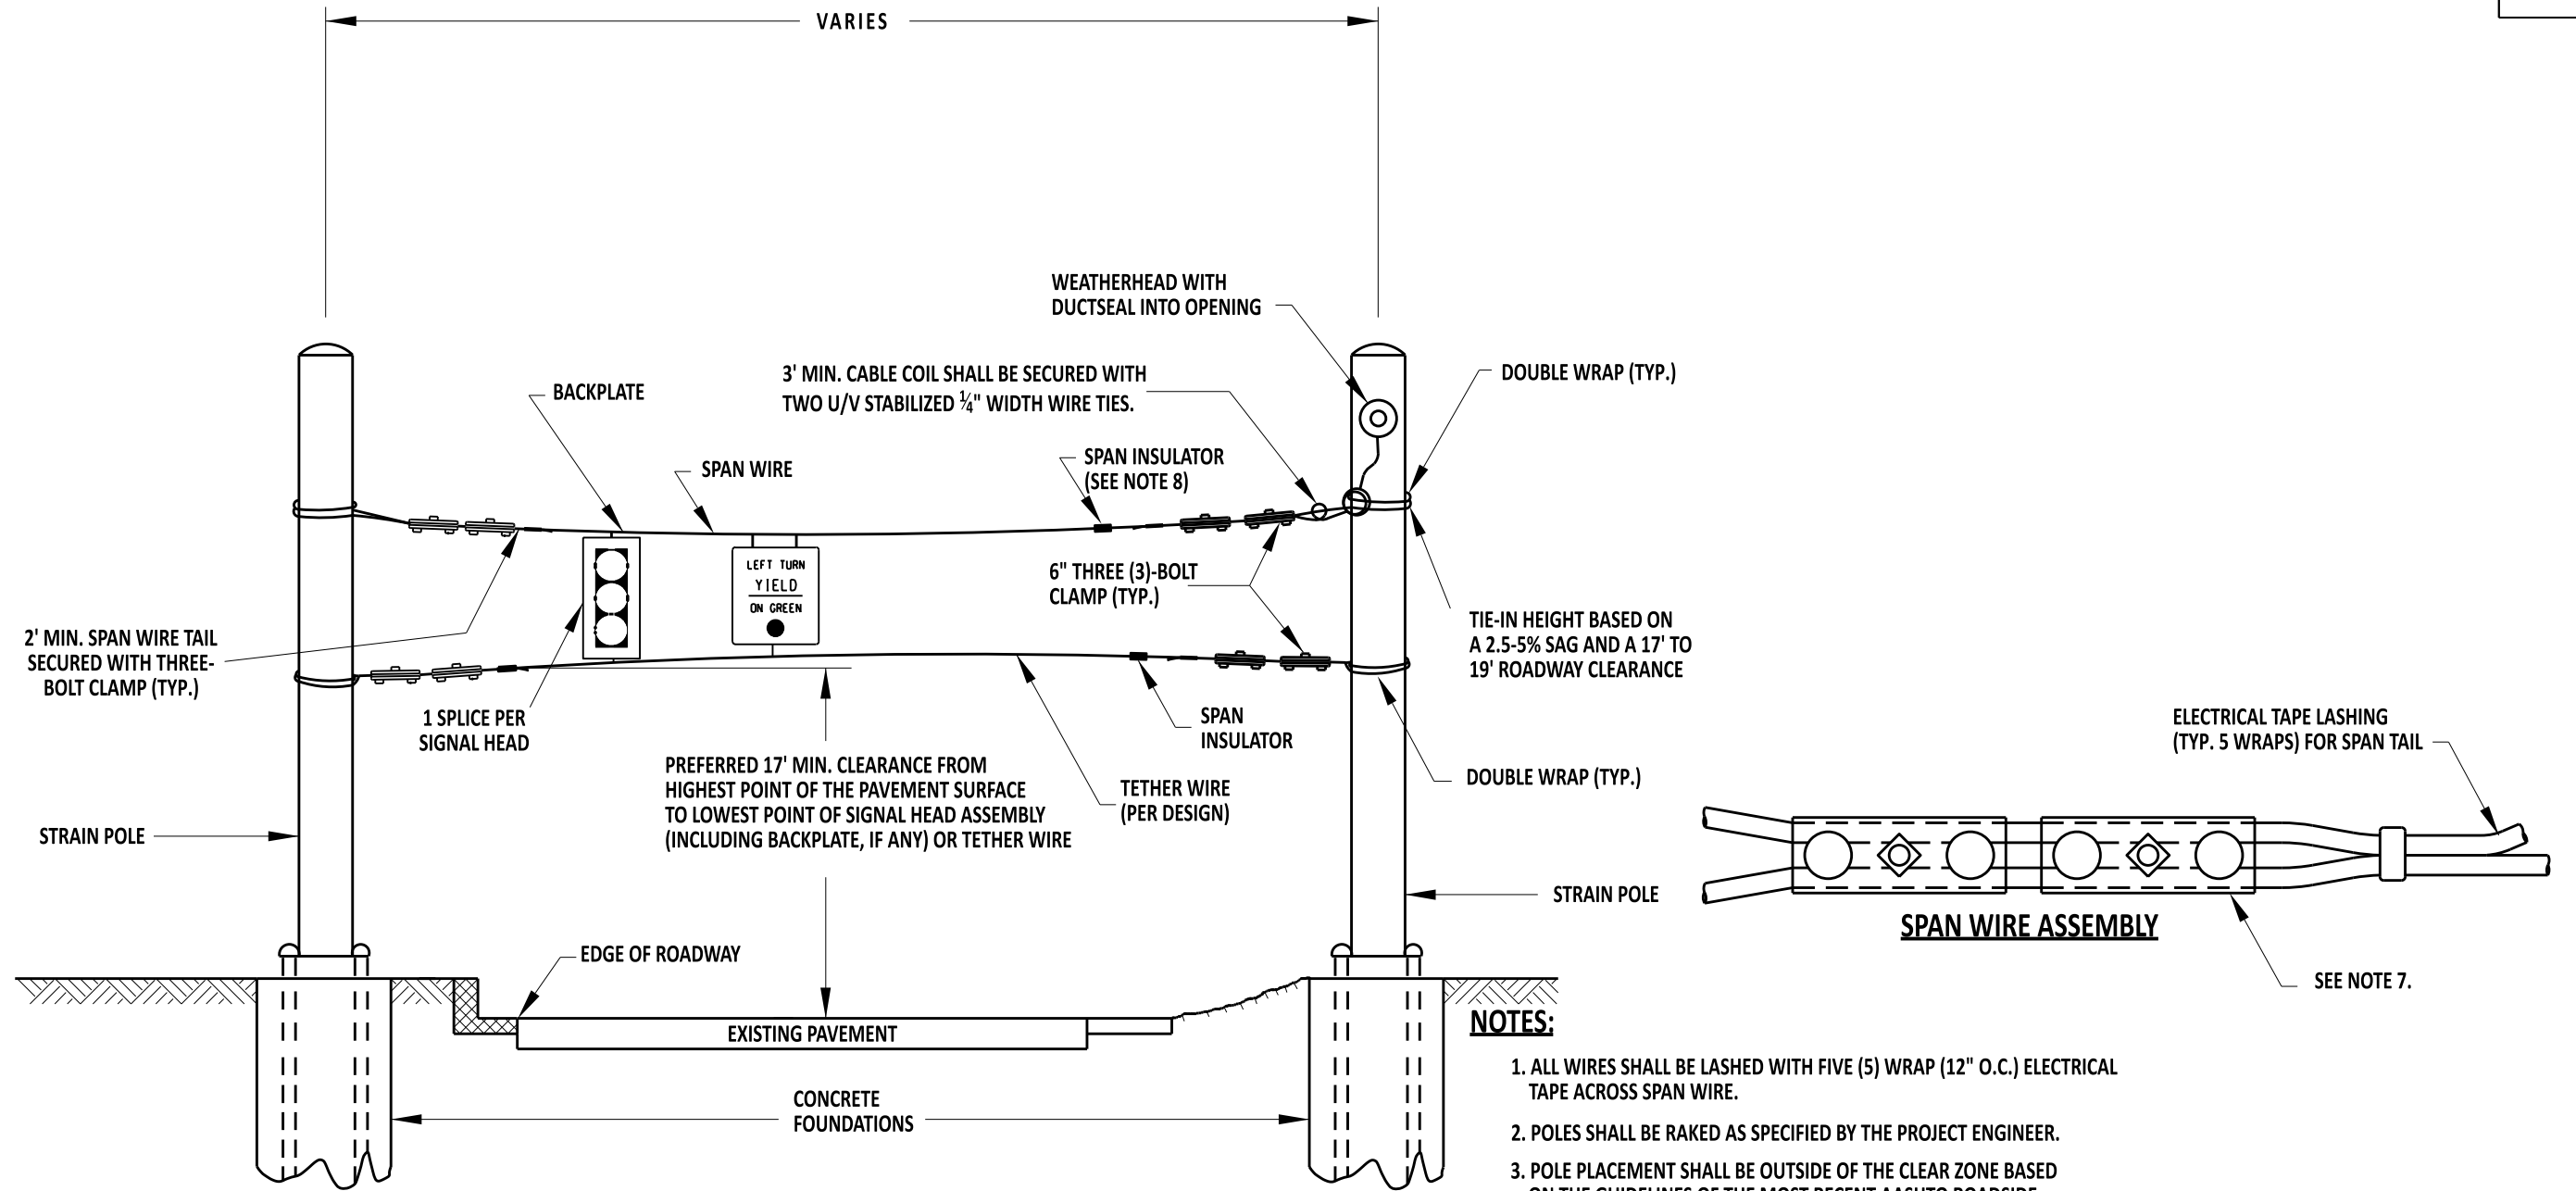 VARIES
WEATHERHEAD WITH
DUCTSEAL INTO OPENING
3' MIN. CABLE COIL SHALL BE SECURED WITH
TWO U/V STABILIZED ¼" WIDTH WIRE TIES.
DOUBLE WRAP (TYP.)
BACKPLATE
SPAN WIRE
SPAN INSULATOR
(SEE NOTE 8)
LEFT TURN
YIELD
ON GREEN
6" THREE (3)-BOLT
CLAMP (TYP.)
TIE-IN HEIGHT BASED ON
A 2.5-5% SAG AND A 17' TO
19' ROADWAY CLEARANCE
2' MIN. SPAN WIRE TAIL
SECURED WITH THREE-
BOLT CLAMP (TYP.)
1 SPLICE PER
SIGNAL HEAD
SPAN
INSULATOR
PREFERRED 17' MIN. CLEARANCE FROM
HIGHEST POINT OF THE PAVEMENT SURFACE
TO LOWEST POINT OF SIGNAL HEAD ASSEMBLY
(INCLUDING BACKPLATE, IF ANY) OR TETHER WIRE
TETHER WIRE
(PER DESIGN)
DOUBLE WRAP (TYP.)
ELECTRICAL TAPE LASHING
(TYP. 5 WRAPS) FOR SPAN TAIL
STRAIN POLE
STRAIN POLE
SPAN WIRE ASSEMBLY
SEE NOTE 7.
EDGE OF ROADWAY
EXISTING PAVEMENT
CONCRETE
FOUNDATIONS
NOTES:
1. ALL WIRES SHALL BE LASHED WITH FIVE (5) WRAP (12" O.C.) ELECTRICAL
TAPE ACROSS SPAN WIRE.
2. POLES SHALL BE RAKED AS SPECIFIED BY THE PROJECT ENGINEER.
3. POLE PLACEMENT SHALL BE OUTSIDE OF THE CLEAR ZONE BASED
ON THE GUIDELINES OF THE MOST RECENT AASHTO ROADSIDE